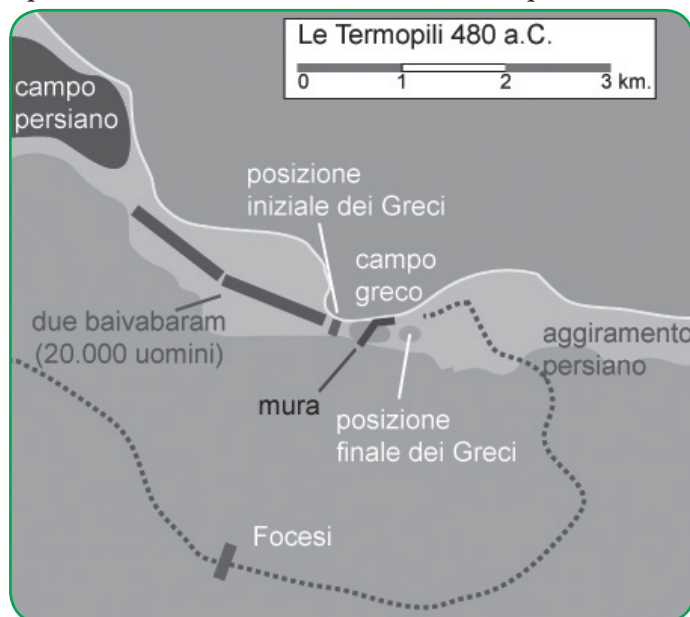 Le Termopili 480 a.C.
0 1 2 3 km.
campo
persiano
posizione
iniziale dei Greci
campo
greco
due baivabaram
(20.000 uomini)
aggiramento
persiano
mura
posizione
finale dei Greci
Focesi